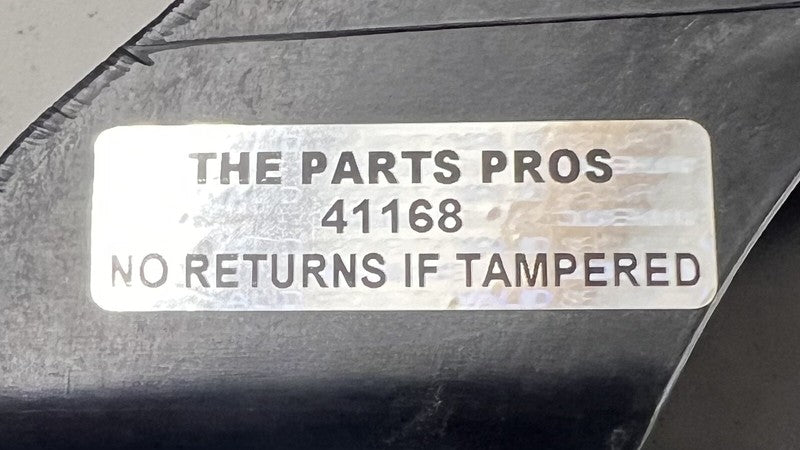 THE PARTS PROS
41168
NO RETURNS IF TAMPERED